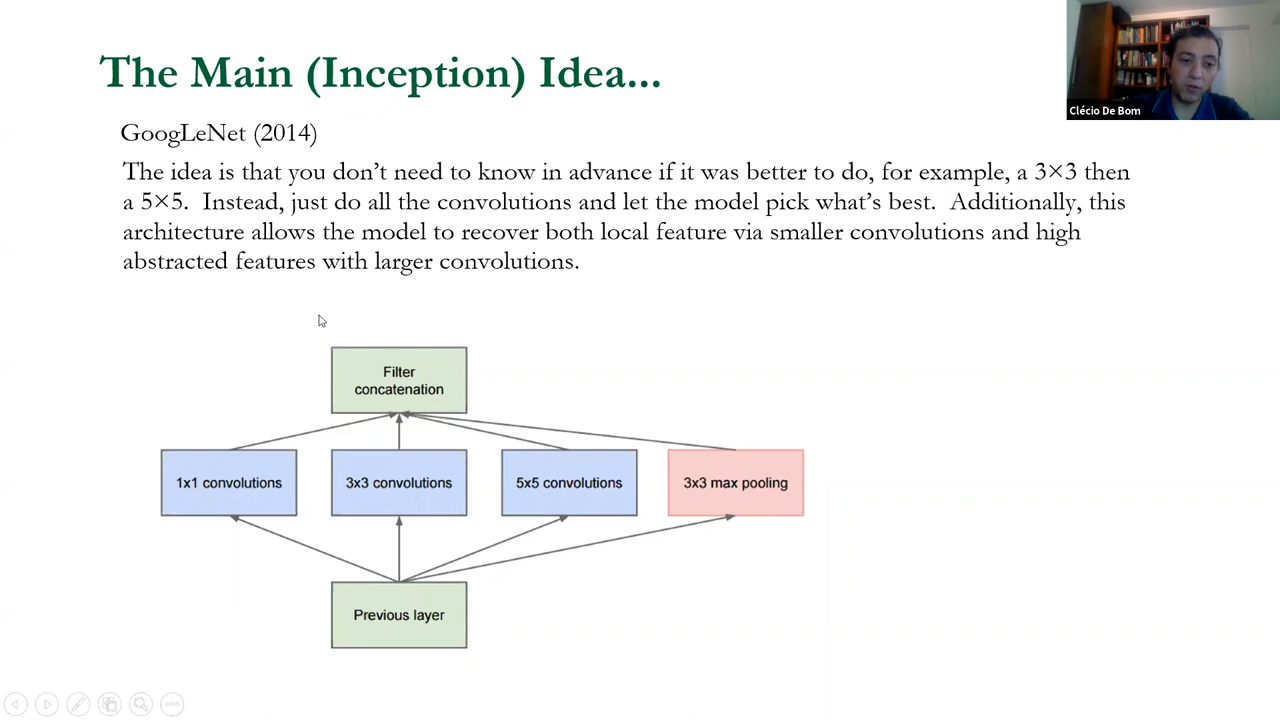 The Main (Inception) Idea...
Clécio De Bom
GoogLeNet (2014)
The idea is that you don’t need to know in advance if it was better to do, for example, a 3×3 then
a 5×5.  Instead, just do all the convolutions and let the model pick what’s best.  Additionally, this
architecture allows the model to recover both local feature via smaller convolutions and high
abstracted features with larger convolutions.
Filter
concatenation
1x1 convolutions
3x3 convolutions
5x5 convolutions
3x3 max pooling
Previous layer